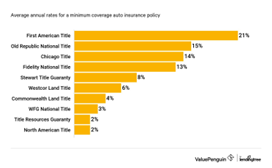 Average annual rates for a minimum coverage auto insurance policy
First American Title 21%
Old Republic National Title 15%
Chicago Title 14%
Fidelity National Title 13%
Stewart Title Guaranty 8%
Westcor Land Title 6%
Commonwealth Land Title 4%
WFG National Title 3%
Title Resources Guaranty 2%
North American Title 2%
ValuePenguin lendingtree